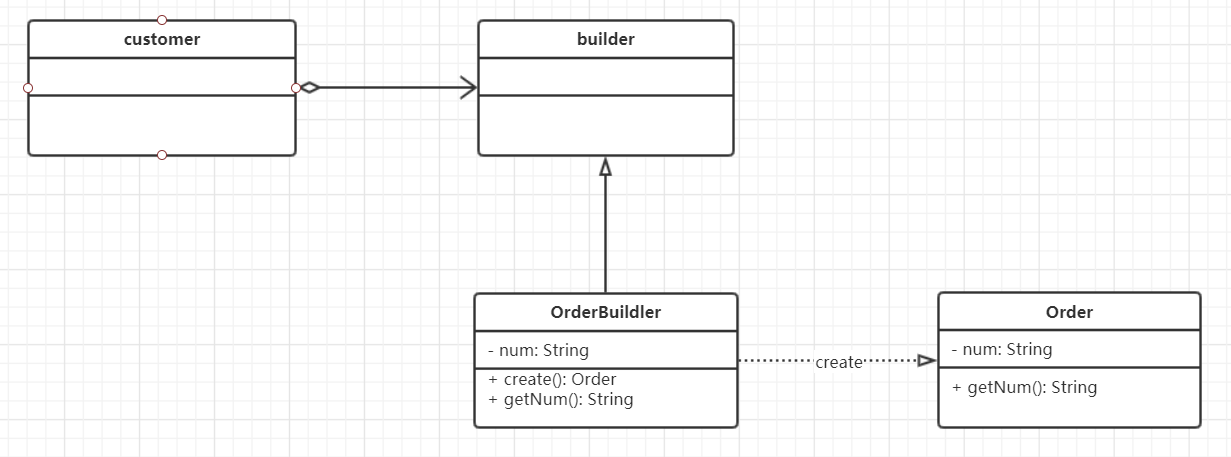 customer
builder
OrderBuildler
- num: String
+ create(): Order
+ getNum(): String
create
Order
- num: String
+ getNum(): String